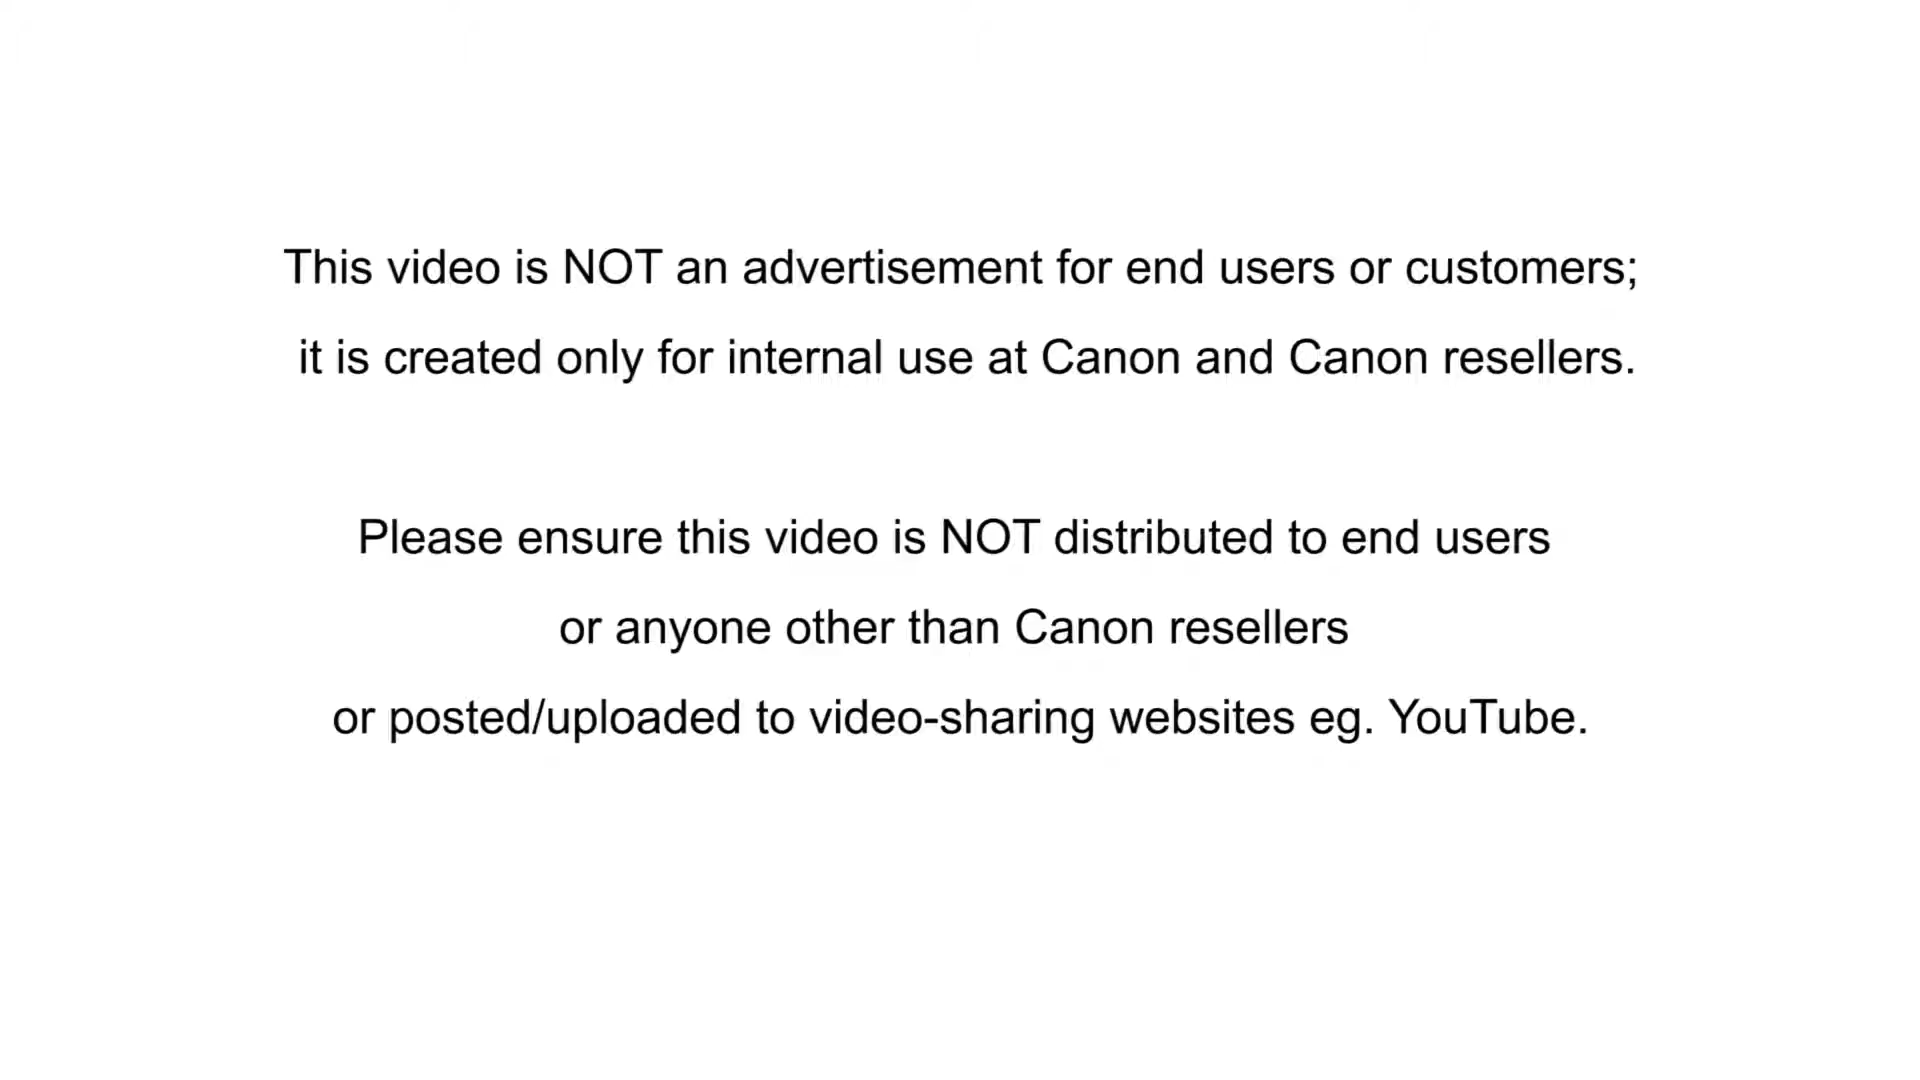 This video is NOT an advertisement for end users or customers;
it is created only for internal use at Canon and Canon resellers.
Please ensure this video is NOT distributed to end users
or anyone other than Canon resellers
or posted/uploaded to video-sharing websites eg. YouTube.